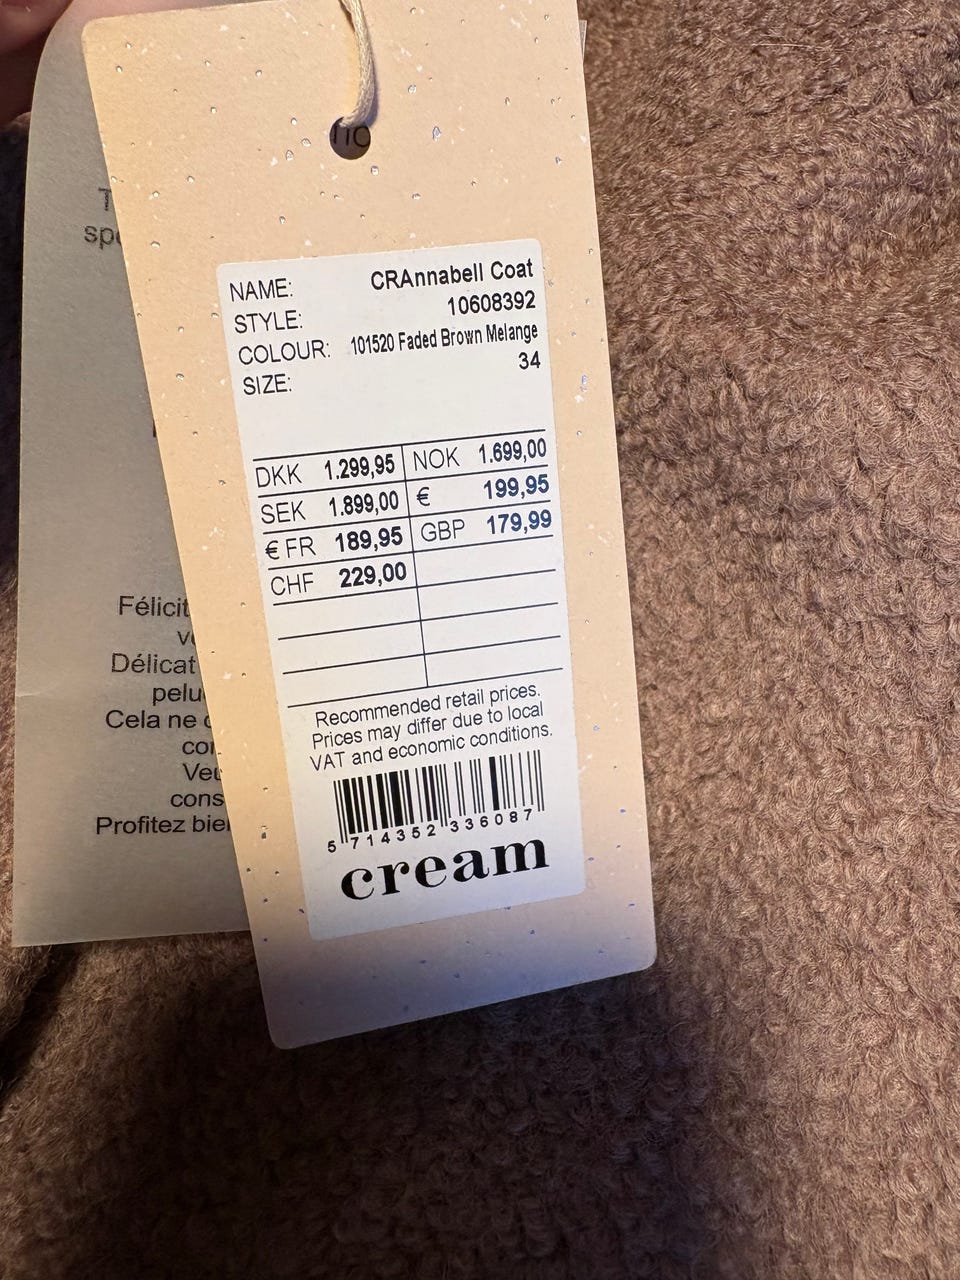 NAME: CRAnnabell Coat
STYLE: 10608392
COLOUR: 101520 Faded Brown Melange
SIZE: 34
DKK 1.299,95 NOK 1.699,00
SEK 1.899,00 € 199,95
€ FR 189,95 GBP 179,99
CHF 229,00
Recommended retail prices.
Prices may differ due to local
VAT and economic conditions.
5 714352 336087
cream
Félicit
Délicat
pelu
Cela ne
con
Veu
cons
Profitez bie